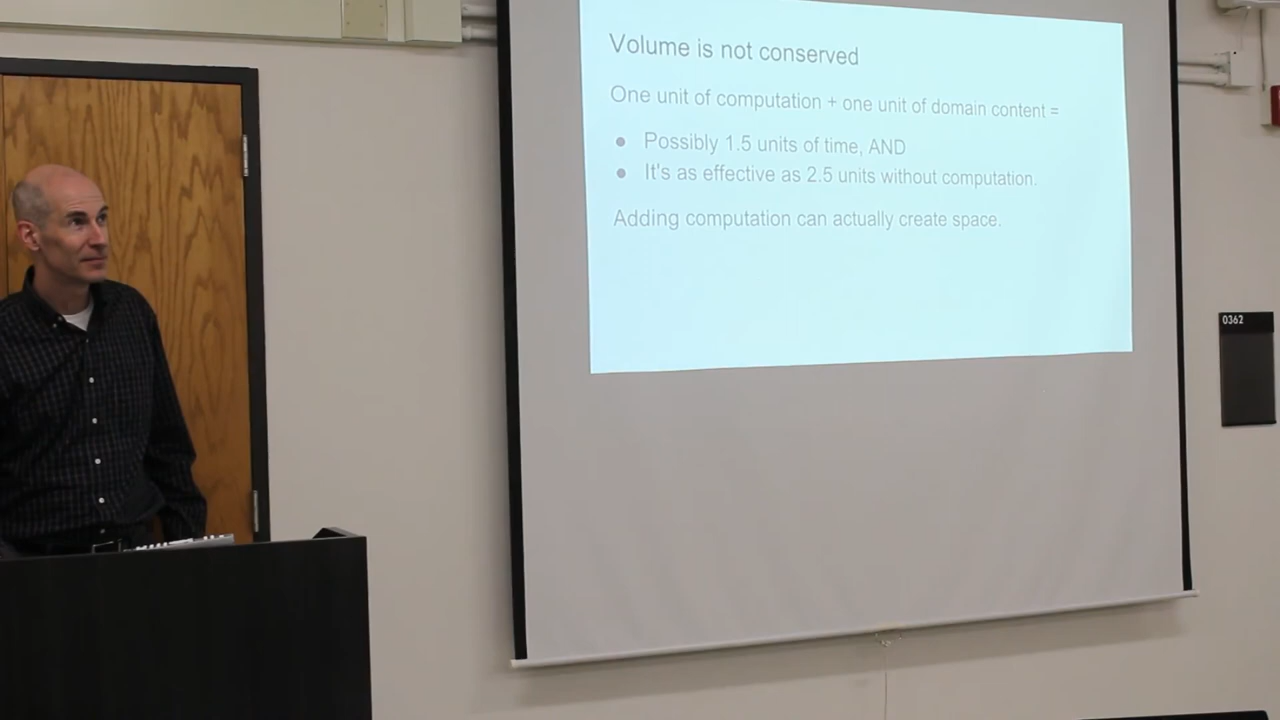 Volume is not conserved
One unit of computation + one unit of domain content =
● Possibly 1.5 units of time, AND
● It's as effective as 2.5 units without computation.
Adding computation can actually create space.
0362